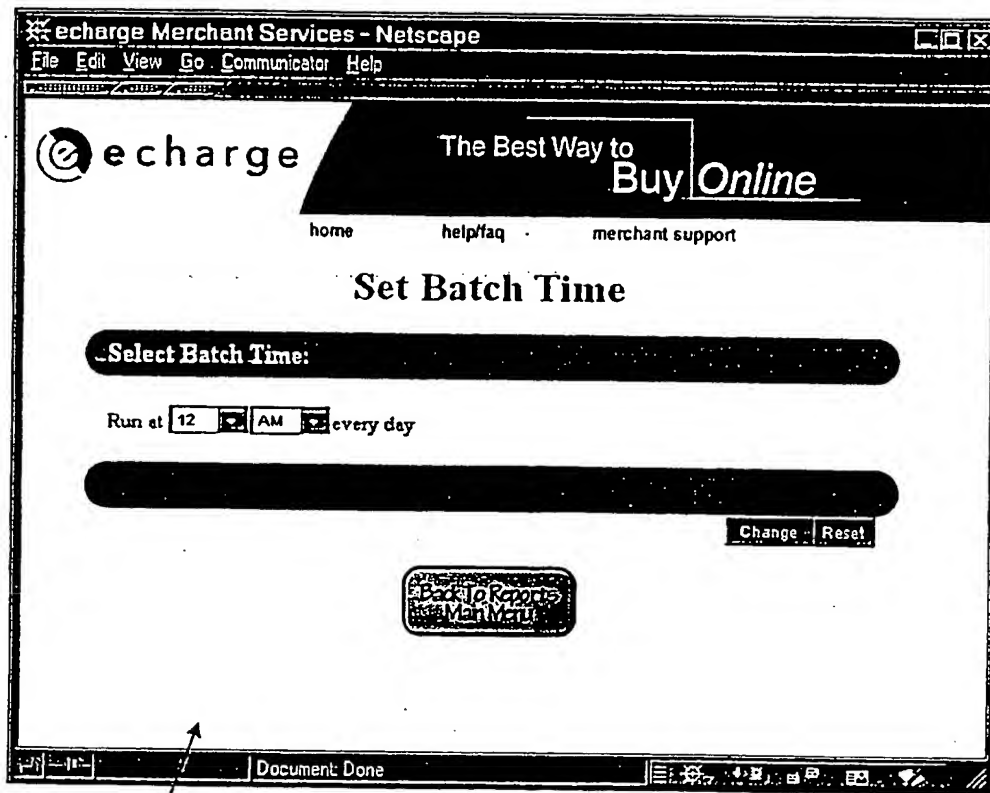 echarge Merchant Services - Netscape
File Edit View Go Communicator Help
e echarge
The Best Way to
Buy Online
home help/faq merchant support
Set Batch Time
Select Batch Time:
Run at 12 AM every day
Change Reset
Back To Reports
Main Menu
Document: Done